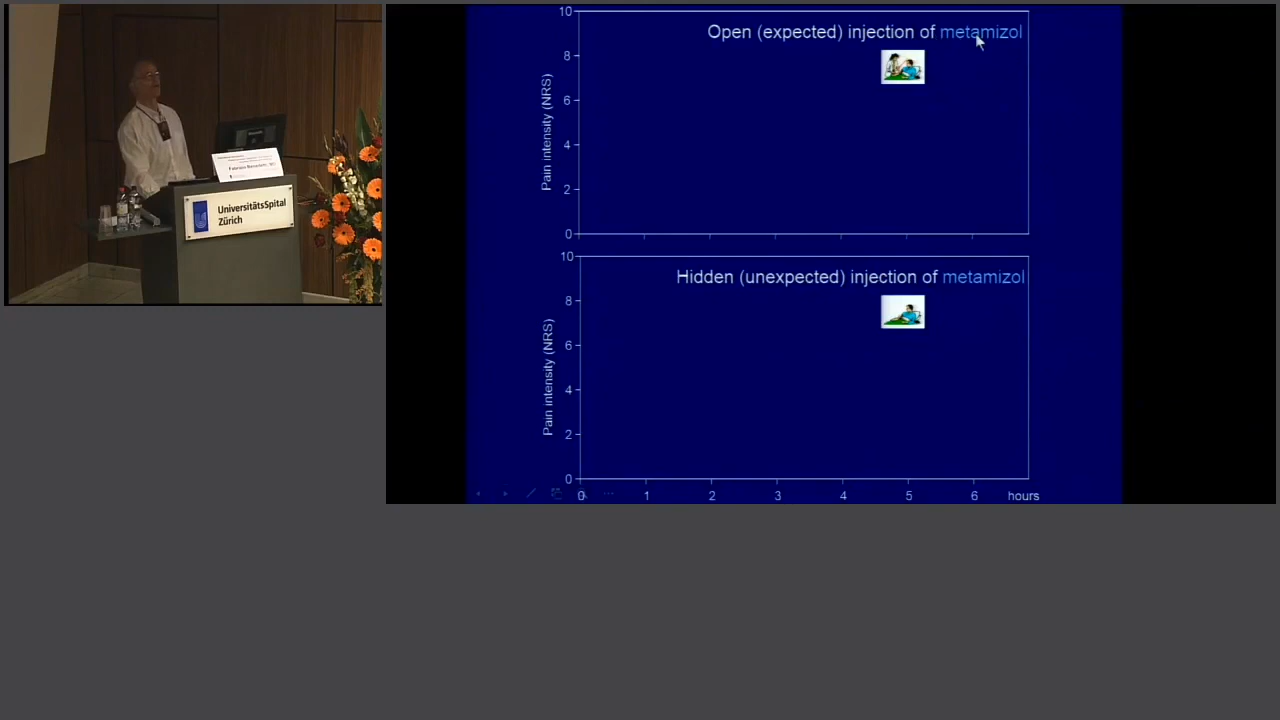 UniversitätsSpital
Zürich
10
Open (expected) injection of metamizol
8
6
4
2
0
Pain intensity (NRS)
10
Hidden (unexpected) injection of metamizol
8
6
4
2
0
Pain intensity (NRS)
0 1 2 3 4 5 6 hours